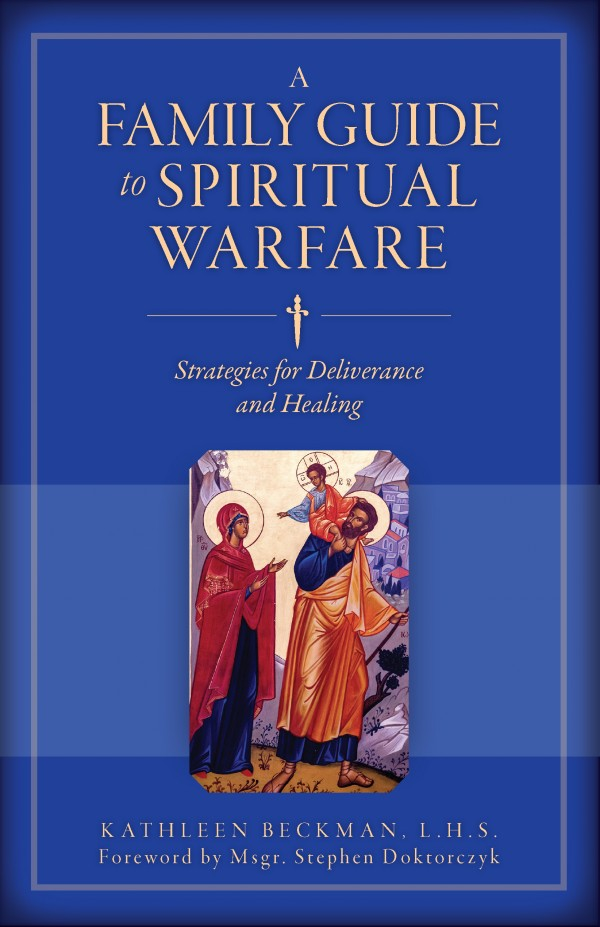 A
FAMILY GUIDE
to SPIRITUAL
WARFARE
Strategies for Deliverance
and Healing
KATHLEEN BECKMAN, L.H.S.
Foreword by Msgr. Stephen Doktorczyk